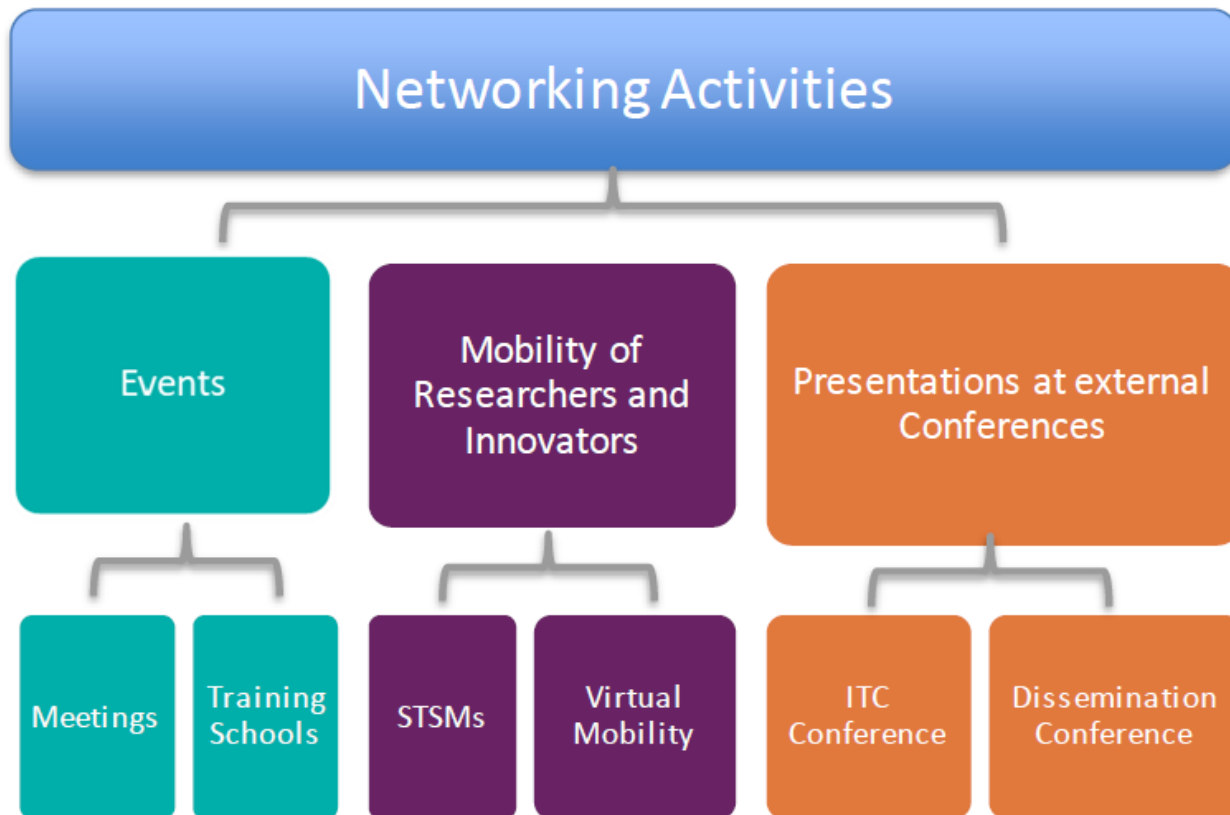 Networking Activities
Events
Mobility of
Researchers and
Innovators
Presentations at external
Conferences
Meetings
Training
Schools
STSMs
Virtual
Mobility
ITC
Conference
Dissemination
Conference